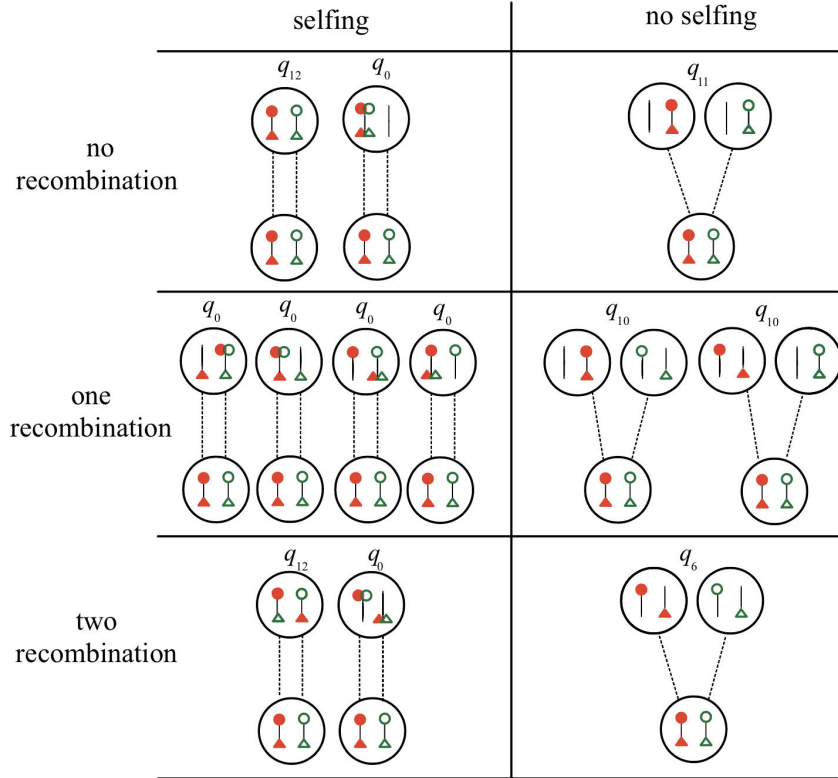 selfing no selfing
q12 q0 q11
no
recombination
q0 q0 q0 q0 q10 q10
one
recombination
q12 q0 q6
two
recombination